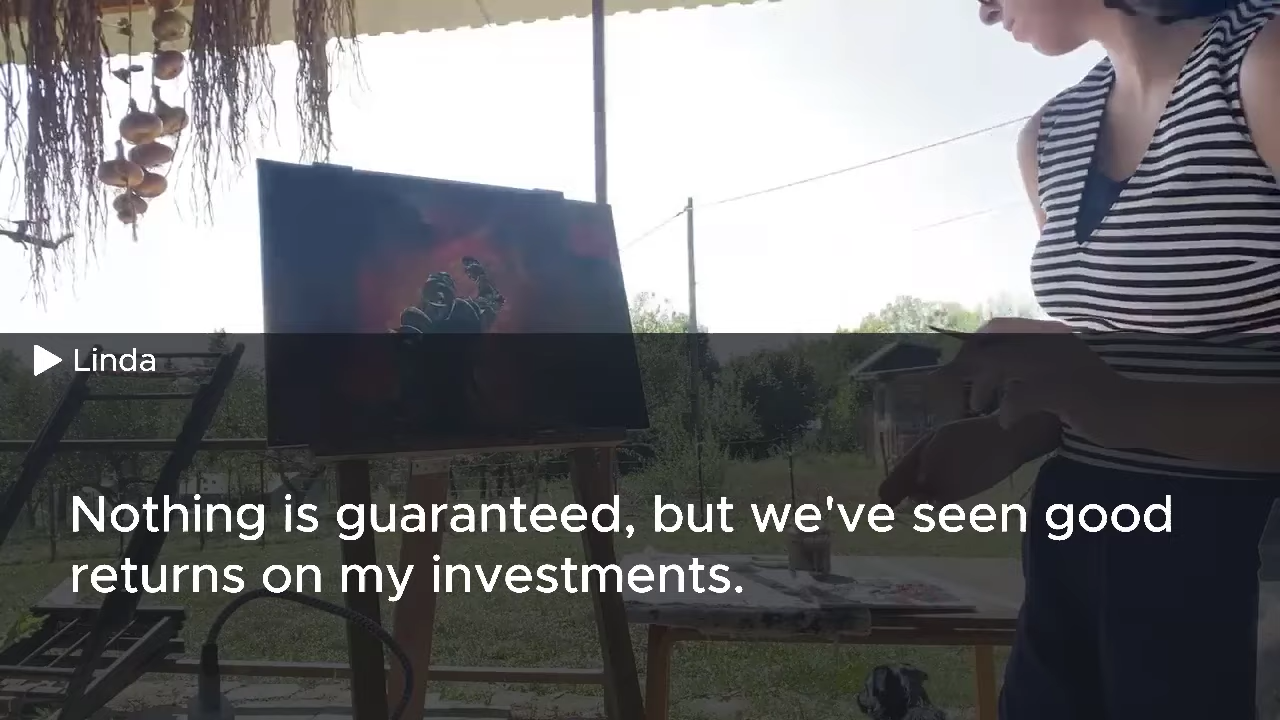 Linda
Nothing is guaranteed, but we've seen good
returns on my investments.